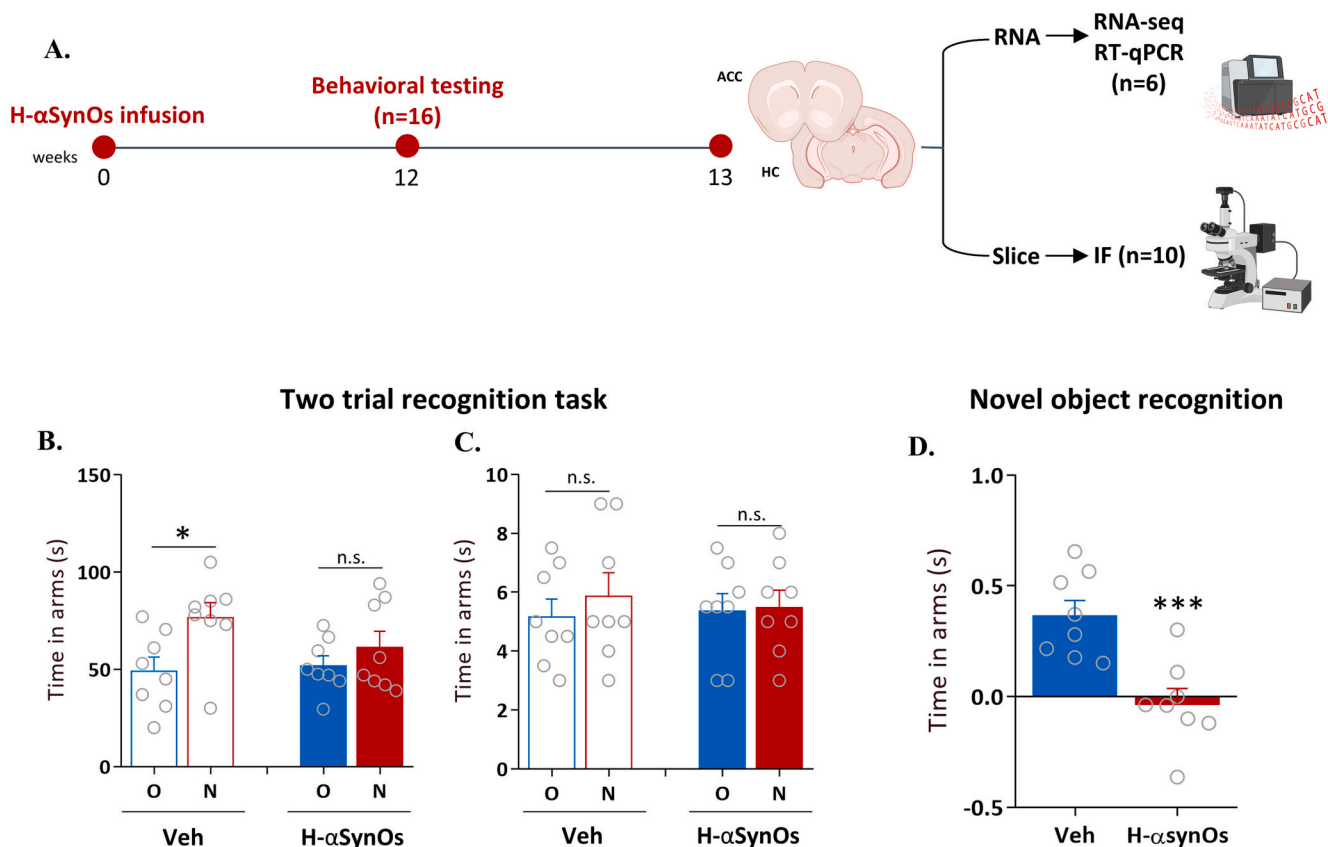 A.
H-αSynOs infusion
Behavioral testing
(n=16)
weeks
0
12
13
ACC
HC
RNA
RNA-seq
RT-qPCR
(n=6)
Slice
IF (n=10)
Two trial recognition task
Novel object recognition
B.
Time in arms (s)
150
100
50
0
*
n.s.
O
N
O
N
Veh
H-αSynOs
C.
Time in arms (s)
10
8
6
4
2
0
n.s.
n.s.
O
N
O
N
Veh
H-αSynOs
D.
Time in arms (s)
1.0
0.5
0.0
-0.5
***
Veh
H-αsynOs